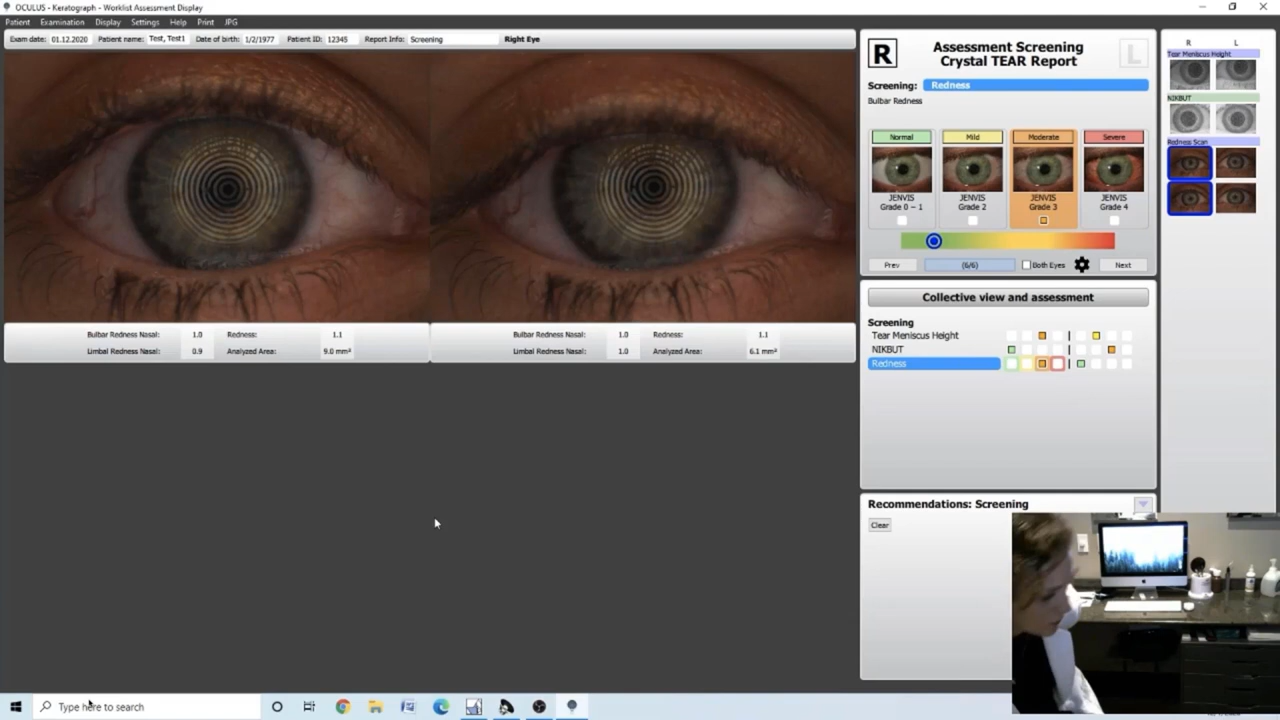 OCULUS - Keratograph - Worklist Assessment Display
Patient Examination Display Settings Help Print JPG
Exam date: 01.12.2020 Patient name: Test, Test1 Date of birth: 1/2/1977 Patient ID: 12345 Report Info: Screening Right Eye
R Assessment Screening L
Crystal TEAR Report
Screening: Redness
Bulbar Redness
Normal Mild Moderate Severe
JENVIS JENVIS JENVIS JENVIS
Grade 0 - 1 Grade 2 Grade 3 Grade 4
Prev (6/6) Both Eyes Next
R L
Tear Meniscus Height
NIKBUT
Redness Scan
Bulbar Redness Nasal: 1.0 Redness: 1.1
Limbal Redness Nasal: 0.9 Analyzed Area: 9.0 mm²
Bulbar Redness Nasal: 1.0 Redness: 1.1
Limbal Redness Nasal: 1.0 Analyzed Area: 6.1 mm²
Collective view and assessment
Screening
Tear Meniscus Height
NIKBUT
Redness
Recommendations: Screening
Clear
Type here to search